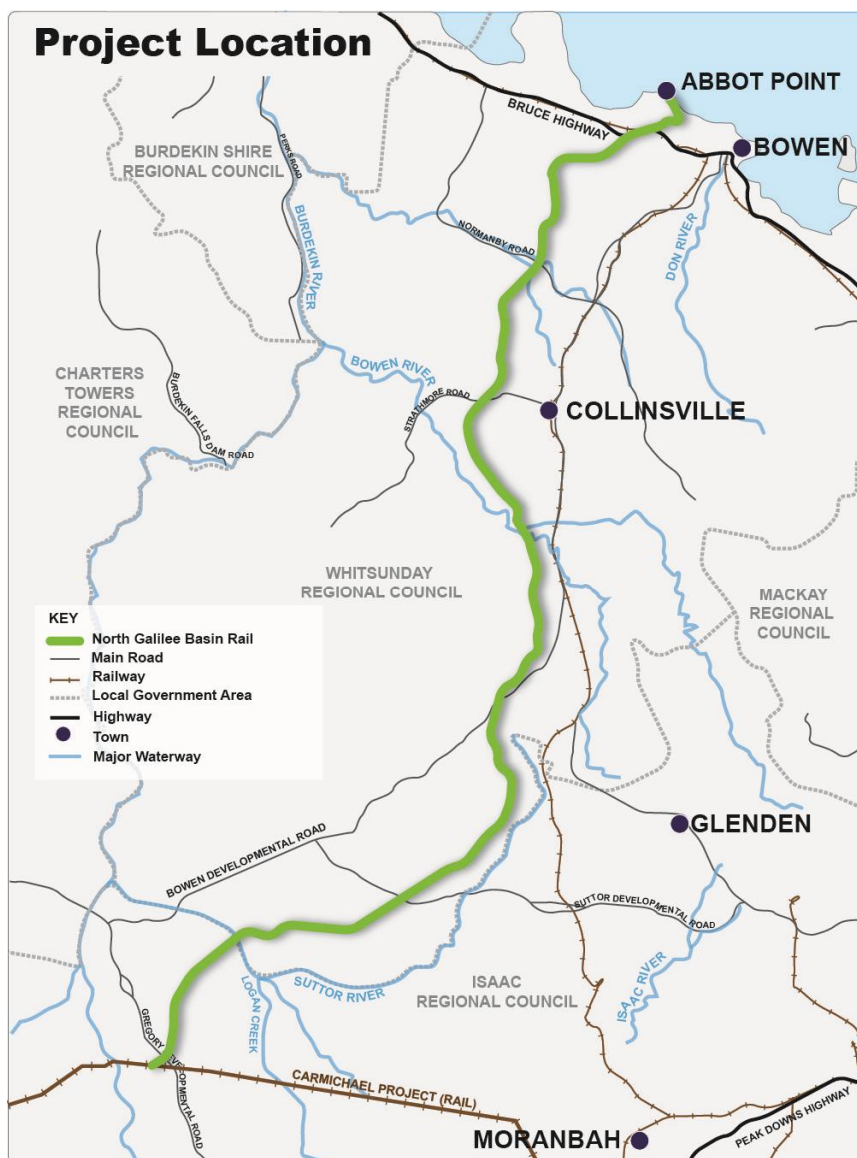 Project Location
ABBOT POINT
BRUCE HIGHWAY
BOWEN
PERKS ROAD
BURDEKIN SHIRE
REGIONAL COUNCIL
BURDEKIN
RIVER
NORMANBY ROAD
DON RIVER
BOWEN
RIVER
CHARTERS
TOWERS
REGIONAL
COUNCIL
BURDEKIN FALLS
DAM ROAD
STRATHMORE ROAD
COLLINSVILLE
WHITSUNDAY
REGIONAL COUNCIL
MACKAY
REGIONAL
COUNCIL
KEY
North Galilee Basin Rail
Main Road
Railway
Local Government Area
Highway
Town
Major Waterway
GLENDEN
BOWEN DEVELOPMENTAL ROAD
SUTTOR DEVELOPMENTAL ROAD
ISAAC RIVER
ISAAC
REGIONAL COUNCIL
SUTTOR RIVER
LOGAN
CREEK
GREGORY DEVELOPMENTAL ROAD
CARMICHAEL PROJECT (RAIL)
MORANBAH
PEAK DOWNS HIGHWAY